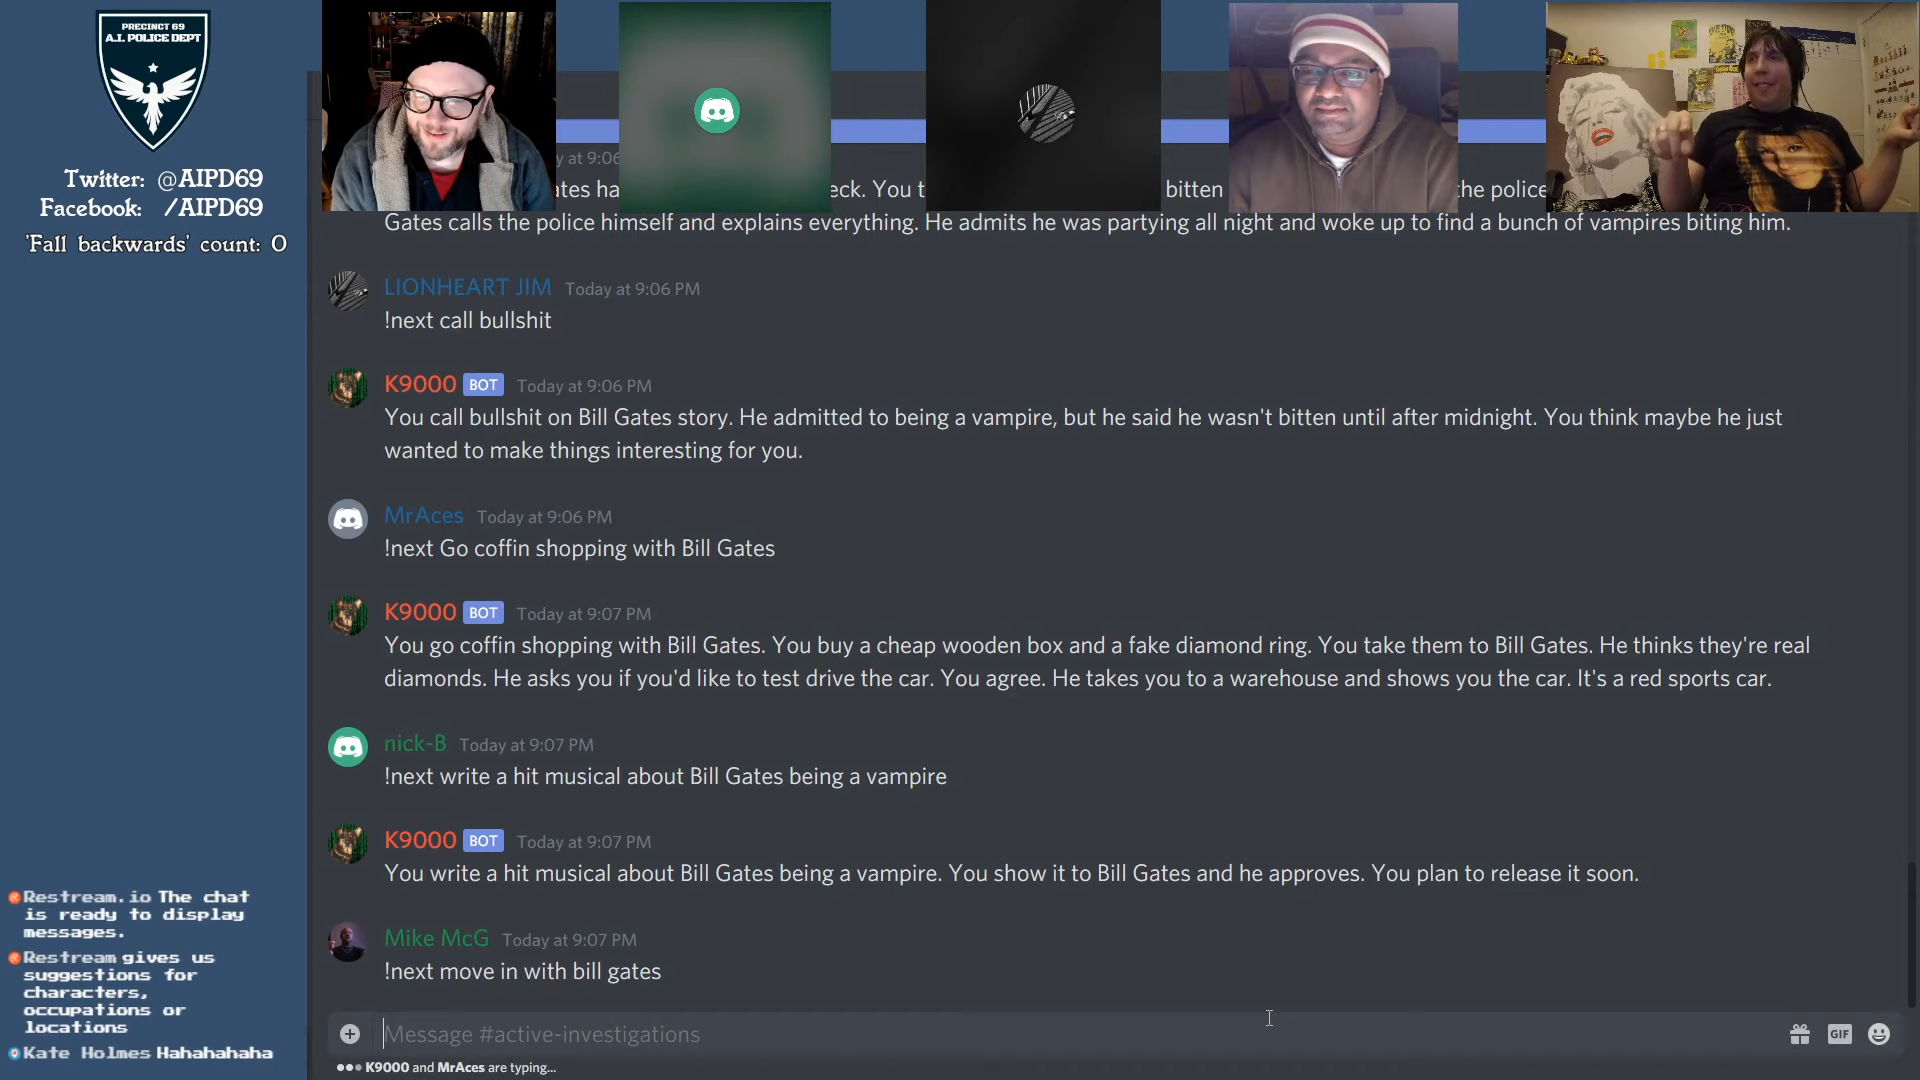 PRECINCT 69
A.I. POLICE DEPT
Twitter: @AIPD69
Facebook: /AIPD69
'Fall backwards' count: 0
y at 9:06
ates ha
eck. You t
bitten
he police
Gates calls the police himself and explains everything. He admits he was partying all night and woke up to find a bunch of vampires biting him.
LIONHEART JIM Today at 9:06 PM
!next call bullshit
K9000 BOT Today at 9:06 PM
You call bullshit on Bill Gates story. He admitted to being a vampire, but he said he wasn't bitten until after midnight. You think maybe he just
wanted to make things interesting for you.
MrAces Today at 9:06 PM
!next Go coffin shopping with Bill Gates
K9000 BOT Today at 9:07 PM
You go coffin shopping with Bill Gates. You buy a cheap wooden box and a fake diamond ring. You take them to Bill Gates. He thinks they're real
diamonds. He asks you if you'd like to test drive the car. You agree. He takes you to a warehouse and shows you the car. It's a red sports car.
nick-B Today at 9:07 PM
!next write a hit musical about Bill Gates being a vampire
K9000 BOT Today at 9:07 PM
You write a hit musical about Bill Gates being a vampire. You show it to Bill Gates and he approves. You plan to release it soon.
Mike McG Today at 9:07 PM
!next move in with bill gates
Message #active-investigations
GIF
K9000 and MrAces are typing...
Restream.io The chat
is ready to display
messages.
Restream gives us
suggestions for
characters,
occupations or
locations
Kate Holmes Hahahahaha